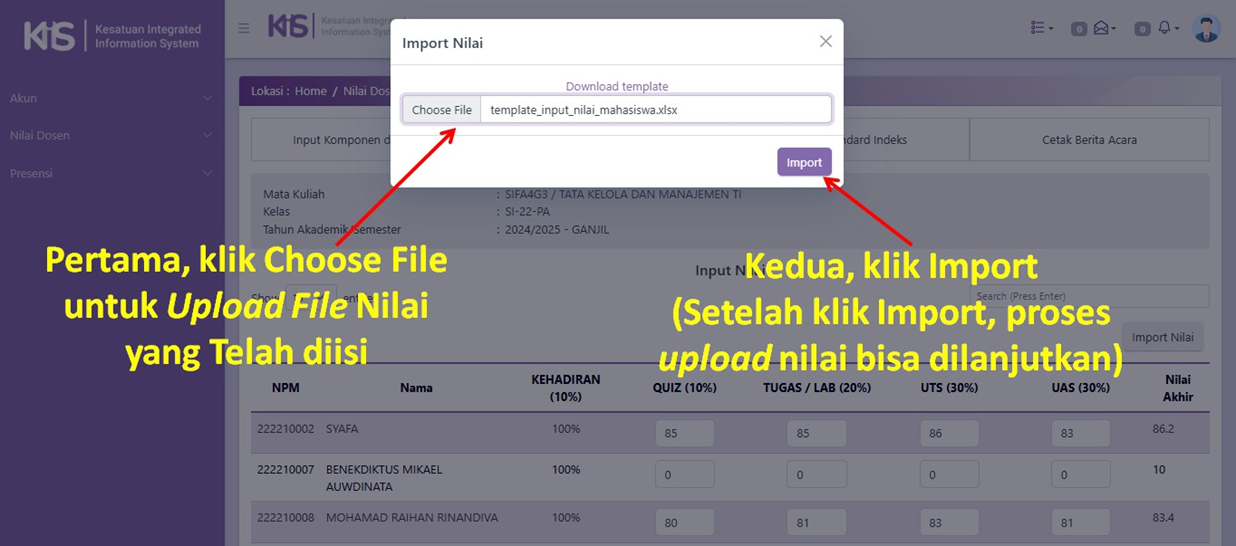 KIS Kesatuan Integrated
Information System
KIS Kesatuan Integr
Information Syste
0
0
Import Nilai
Download template
Choose File template_input_nilai_mahasiswa.xlsx
Import
Akun
Nilai Dosen
Presensi
Lokasi : Home / Nilai Dos
Input Komponen d
dard Indeks
Cetak Berita Acara
Mata Kuliah : SIFA4G3 / TATA KELOLA DAN MANAJEMEN TI
Kelas : SI-22-PA
Tahun Akademik/Semester : 2024/2025 - GANJIL
Pertama, klik Choose File
untuk Upload File Nilai
yang Telah diisi
Kedua, klik Import
(Setelah klik Import, proses
upload nilai bisa dilanjutkan)
Input Nilai
Show
Search (Press Enter)
Import Nilai
NPM Nama KEHADIRAN (10%) QUIZ (10%) TUGAS / LAB (20%) UTS (30%) UAS (30%) Nilai Akhir
222210002 SYAFA 100% 85 85 86 83 86.2
222210007 BENEKDIKTUS MIKAEL 100% 0 0 0 0 10
AUWDINATA
222210008 MOHAMAD RAIHAN RINANDIVA 100% 80 81 83 81 83.4